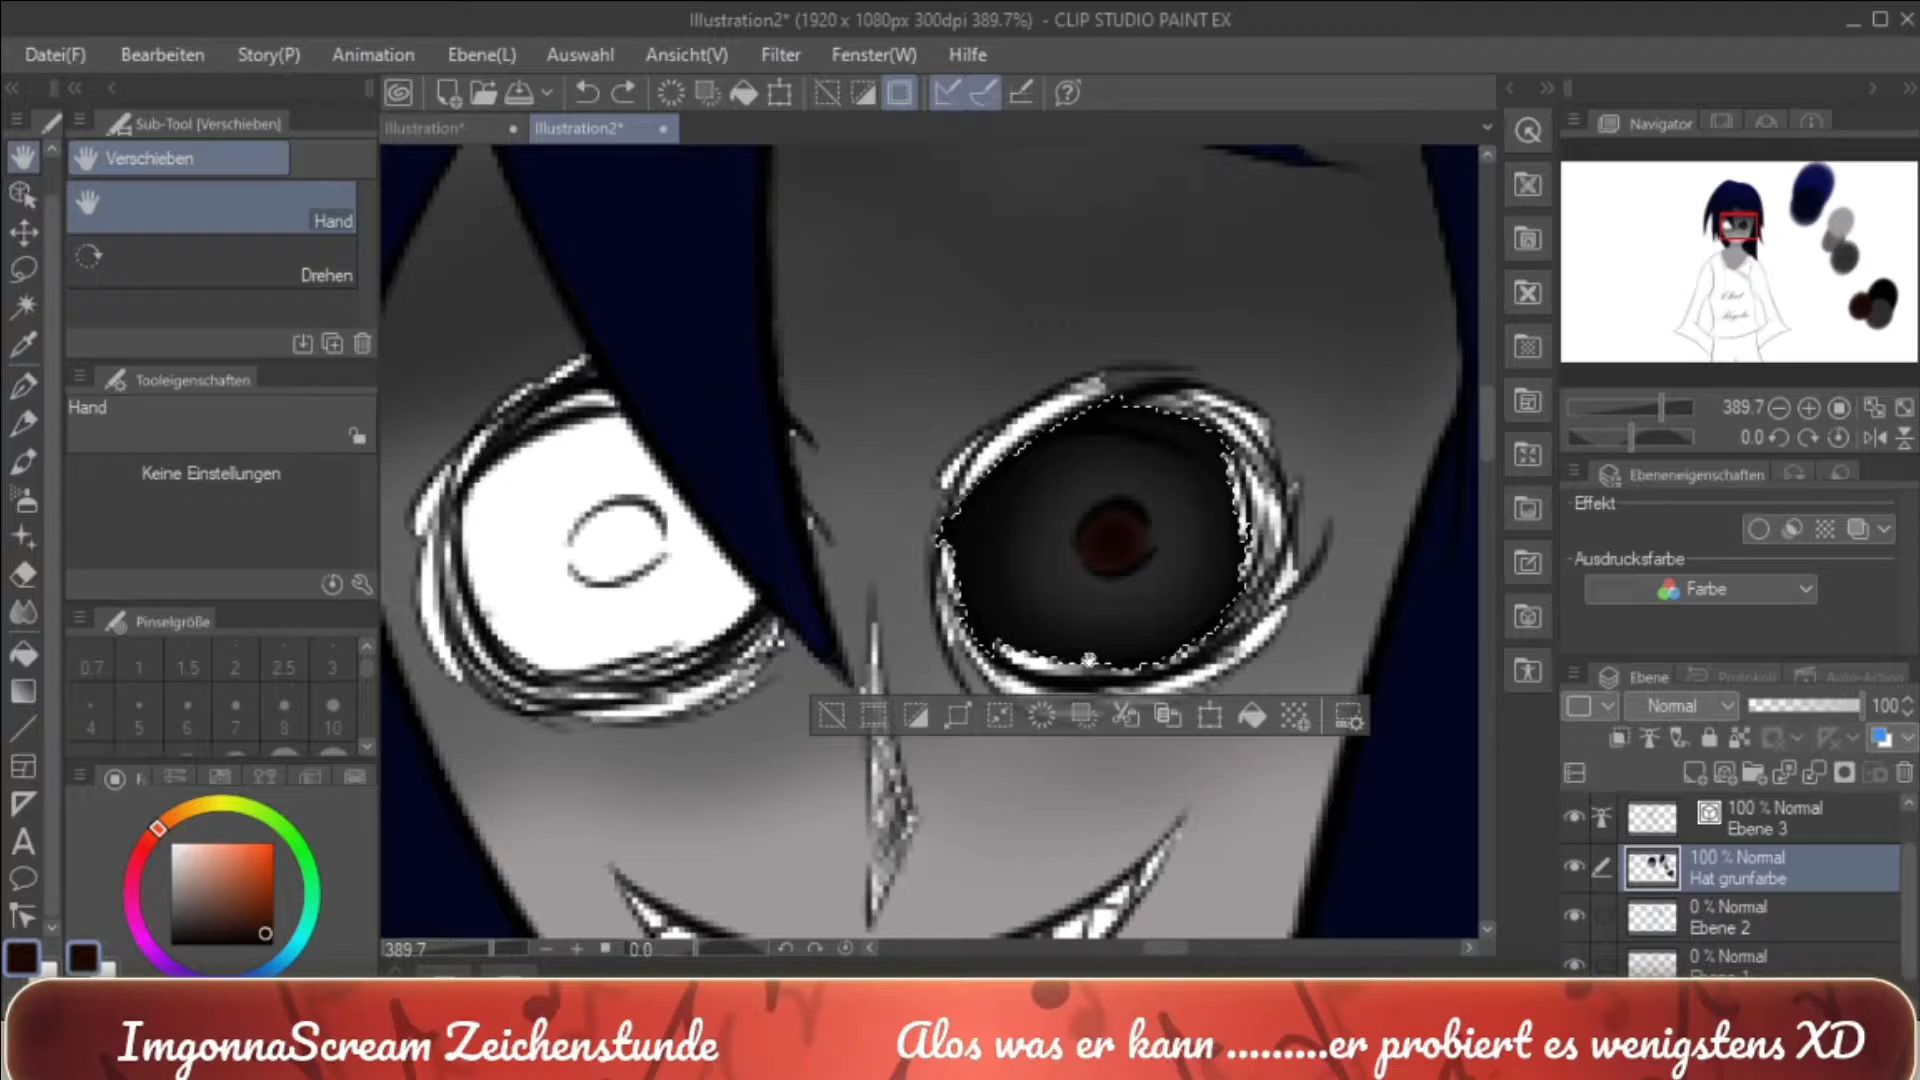 Illustration2* (1920 x 1080px 300dpi 389.7%) - CLIP STUDIO PAINT EX
Datei(F) Bearbeiten Story(P) Animation Ebene(L) Auswahl Ansicht(V) Filter Fenster(W) Hilfe
Sub-Tool [Verschieben]
Illustration*
Illustration2*
Navigator
Verschieben
Hand
Drehen
Tooleigenschaften
Hand
Keine Einstellungen
389.7
0.0
Ebeneneigenschaften
Effekt
Ausdrucksfarbe
Farbe
Pinselgröße
0.7 1 1.5 2 2.5 3
4 5 6 7 8 10
Ebene Protokoll Auto-Action
Normal 100
100 % Normal
Ebene 3
100 % Normal
Hat grunfarbe
0 % Normal
Ebene 2
0 % Normal
389.7 0.0
ImgonnaScream Zeichenstunde
Alos was er kann .........er probiert es wenigstens XD